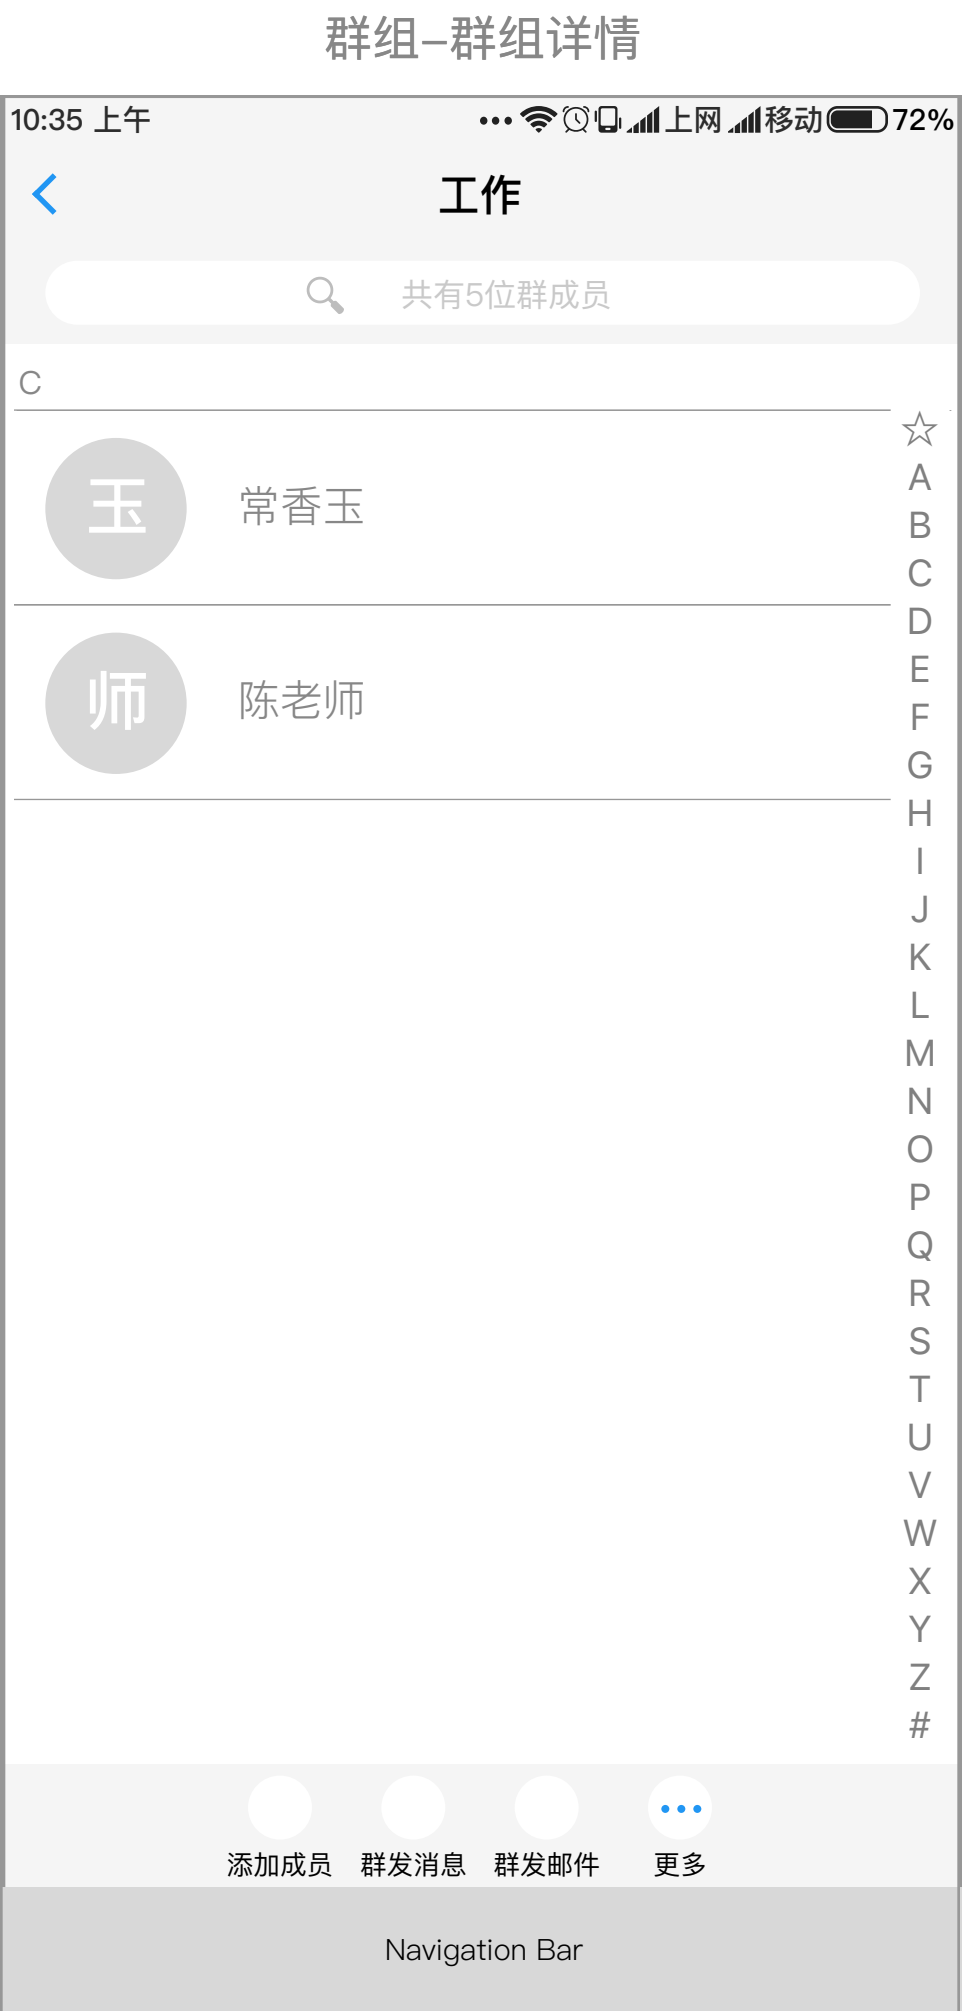 群组–群组详情
10:35 上午
上网
移动
72%
工作
共有5位群成员
C
玉
常香玉
师
陈老师
☆
A
B
C
D
E
F
G
H
I
J
K
L
M
N
O
P
Q
R
S
T
U
V
W
X
Y
Z
#
添加成员
群发消息
群发邮件
更多
Navigation Bar